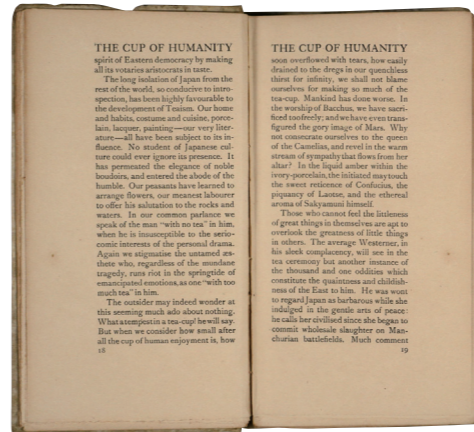 THE CUP OF HUMANITY
spirit of Eastern democracy by making
all its votaries aristocrats in taste.
The long isolation of Japan from the
rest of the world, so conducive to intro-
spection, has been highly favourable to
the development of Teaism. Our home
and habits, costume and cuisine, porce-
lain, lacquer, painting—our very liter-
ature—all have been subject to its in-
fluence. No student of Japanese cul-
ture could ever ignore its presence. It
has permeated the elegance of noble
boudoirs, and entered the abode of the
humble. Our peasants have learned to
arrange flowers, our meanest labourer
to offer his salutation to the rocks and
waters. In our common parlance we
speak of the man "with no tea" in him,
when he is insusceptible to the serio-
comic interests of the personal drama.
Again we stigmatise the untamed æs-
thete who, regardless of the mundane
tragedy, runs riot in the springtide of
emancipated emotions, as one "with too
much tea" in him.
The outsider may indeed wonder at
this seeming much ado about nothing.
What a tempest in a tea-cup! he will say.
But when we consider how small after
all the cup of human enjoyment is, how
18
THE CUP OF HUMANITY
soon overflowed with tears, how easily
drained to the dregs in our quenchless
thirst for infinity, we shall not blame
ourselves for making so much of the
tea-cup. Mankind has done worse. In
the worship of Bacchus, we have sacri-
ficed too freely; and we have even trans-
figured the gory image of Mars. Why
not consecrate ourselves to the queen
of the Camelias, and revel in the warm
stream of sympathy that flows from her
altar? In the liquid amber within the
ivory-porcelain, the initiated may touch
the sweet reticence of Confucius, the
piquancy of Laotse, and the ethereal
aroma of Sakyamuni himself.
Those who cannot feel the littleness
of great things in themselves are apt to
overlook the greatness of little things
in others. The average Westerner, in
his sleek complacency, will see in the
tea ceremony but another instance of
the thousand and one oddities which
constitute the quaintness and childish-
ness of the East to him. He was wont
to regard Japan as barbarous while she
indulged in the gentle arts of peace:
he calls her civilised since she began to
commit wholesale slaughter on Man-
churian battlefields. Much comment
19